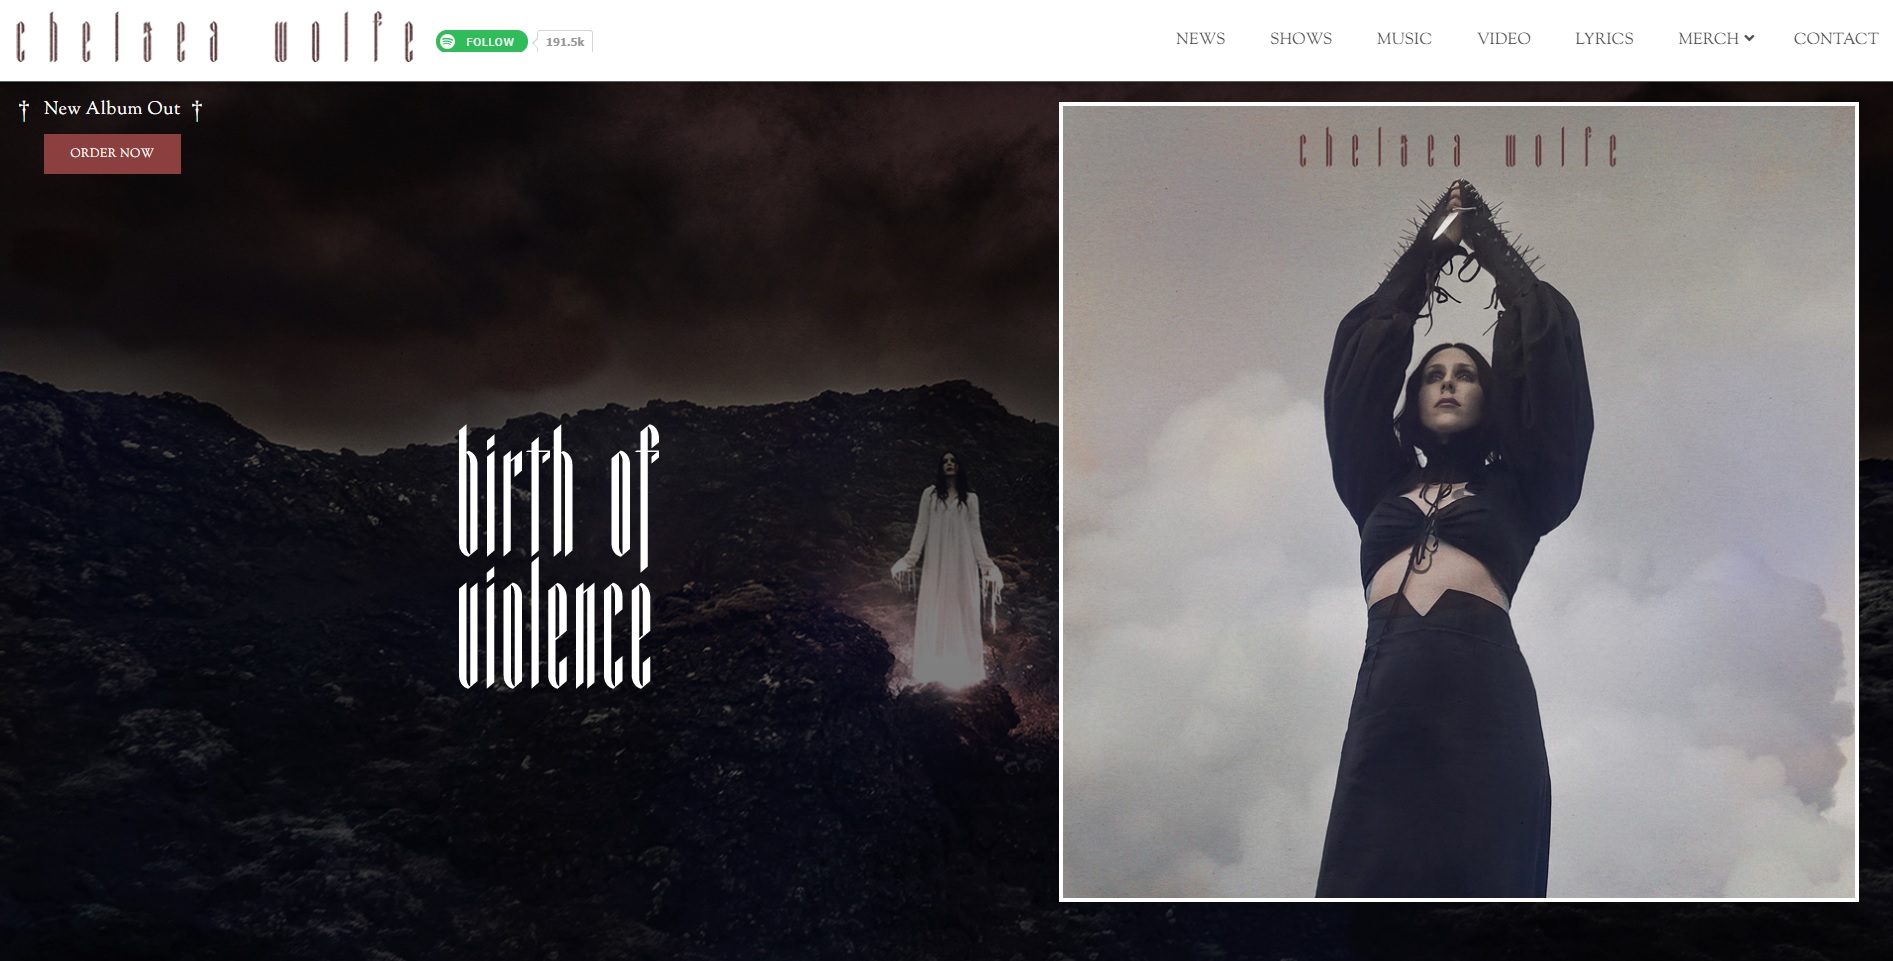 chelsea wolfe
FOLLOW 191.5k
NEWS SHOWS MUSIC VIDEO LYRICS MERCH CONTACT
† New Album Out †
ORDER NOW
birth of
violence
chelsea wolfe